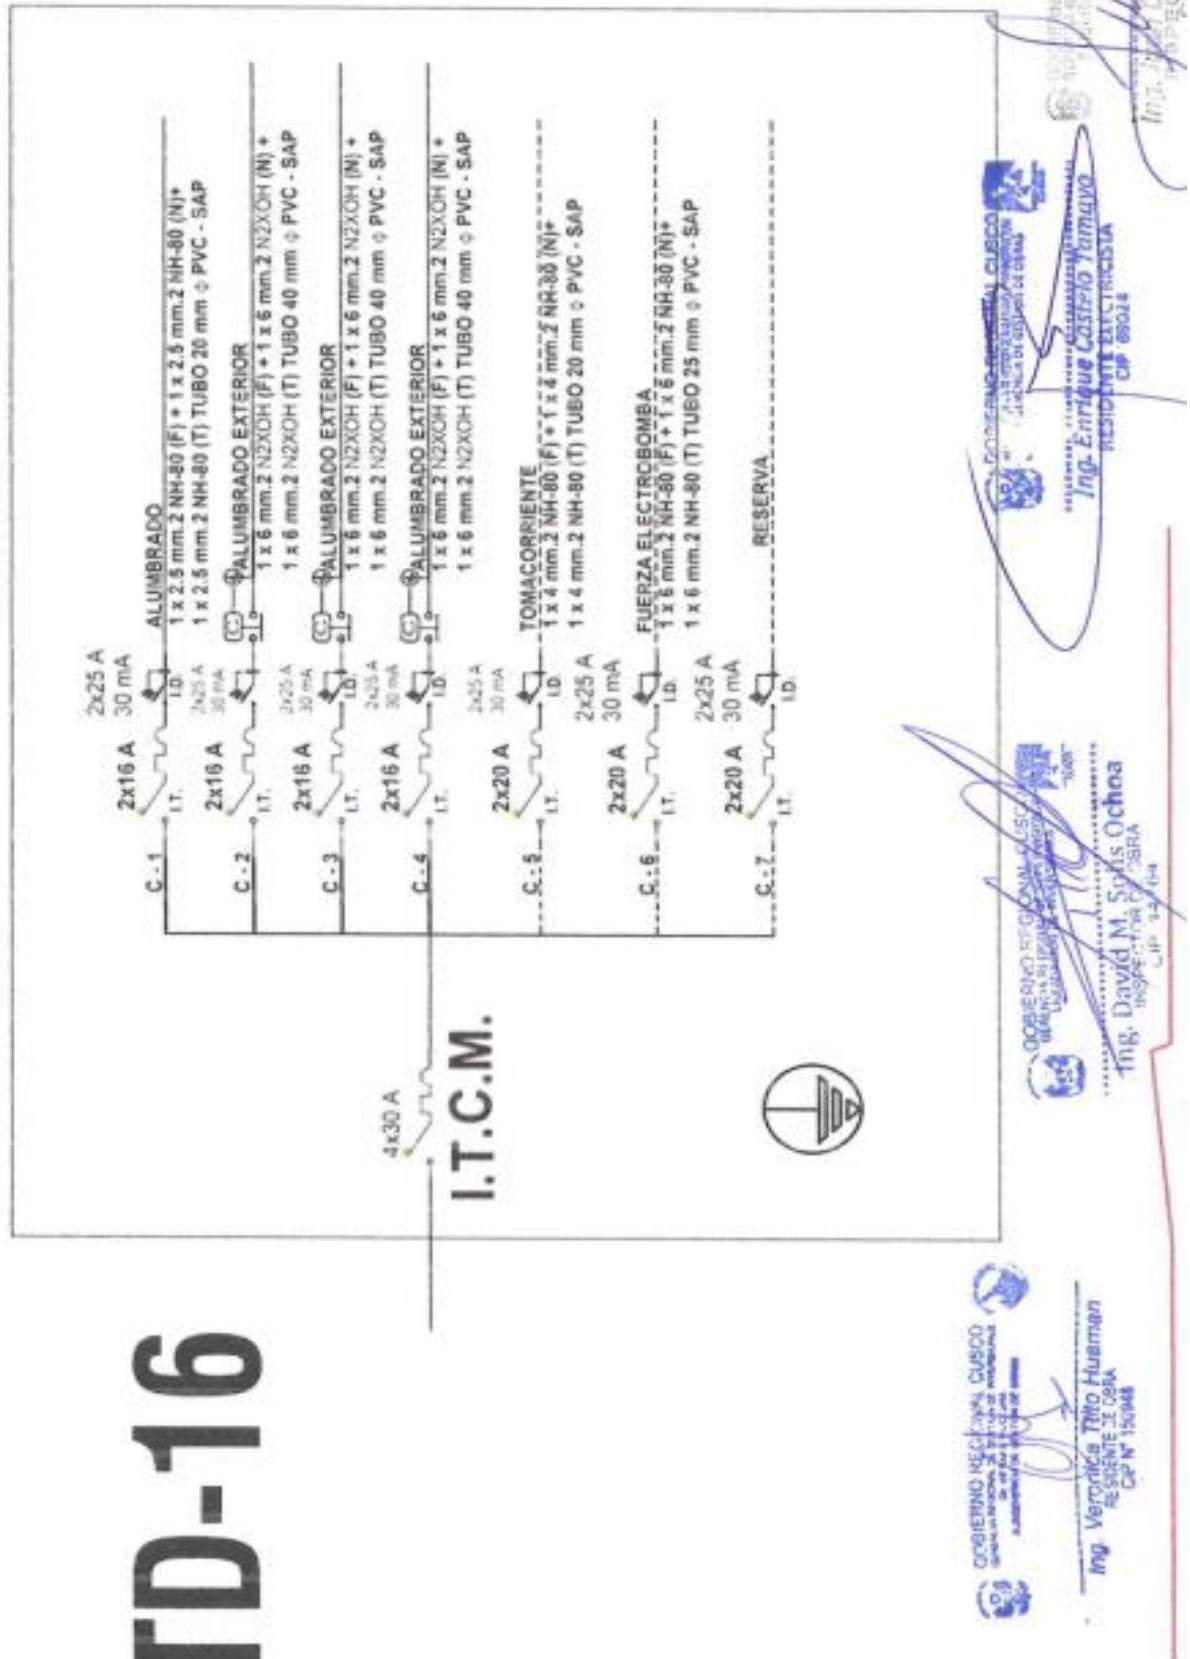 TD-16
4x30 A
I.T.C.M.
C - 1
2x16 A
I.T.
2x25 A
30 mA
I.D.
ALUMBRADO
1 x 2.5 mm.2 NH-80 (F) + 1 x 2.5 mm.2 NH-80 (N)+
1 x 2.5 mm.2 NH-80 (T) TUBO 20 mm ϕ PVC - SAP
C - 2
2x16 A
I.T.
2x25 A
30 mA
C
ALUMBRADO EXTERIOR
1 x 6 mm.2 N2XOH (F) + 1 x 6 mm.2 N2XOH (N) +
1 x 6 mm.2 N2XOH (T) TUBO 40 mm ϕ PVC - SAP
C - 3
2x16 A
I.T.
2x25 A
30 mA
I.D.
C
ALUMBRADO EXTERIOR
1 x 6 mm.2 N2XOH (F) + 1 x 6 mm.2 N2XOH (N) +
1 x 6 mm.2 N2XOH (T) TUBO 40 mm ϕ PVC - SAP
C - 4
2x16 A
I.T.
2x25 A
30 mA
I.D.
C
ALUMBRADO EXTERIOR
1 x 6 mm.2 N2XOH (F) + 1 x 6 mm.2 N2XOH (N) +
1 x 6 mm.2 N2XOH (T) TUBO 40 mm ϕ PVC - SAP
C - 5
2x20 A
I.T.
2x25 A
30 mA
I.D.
TOMACORRIENTE
1 x 4 mm.2 NH-80 (F) + 1 x 4 mm.2 NH-80 (N)+
1 x 4 mm.2 NH-80 (T) TUBO 20 mm ϕ PVC - SAP
C - 6
2x20 A
I.T.
2x25 A
30 mA
I.D.
FUERZA ELECTROBOMBA
1 x 6 mm.2 NH-80 (F) + 1 x 6 mm.2 NH-80 (N)+
1 x 6 mm.2 NH-80 (T) TUBO 25 mm ϕ PVC - SAP
C - 7
2x20 A
I.T.
2x25 A
30 mA
I.D.
RESERVA
GOBIERNO REGIONAL CUSCO
Ing. Veronica Titto Huaman
RESIDENTE DE OBRA
CIP N° 150948
GOBIERNO REGIONAL CUSCO
Ing. David M. Solis Ochoa
INSPECTOR DE OBRA
CIP
GOBIERNO REGIONAL CUSCO
Ing. Enrique Castelo Tamayo
RESIDENTE ELECTRICISTA
CIP 86024
Ing.